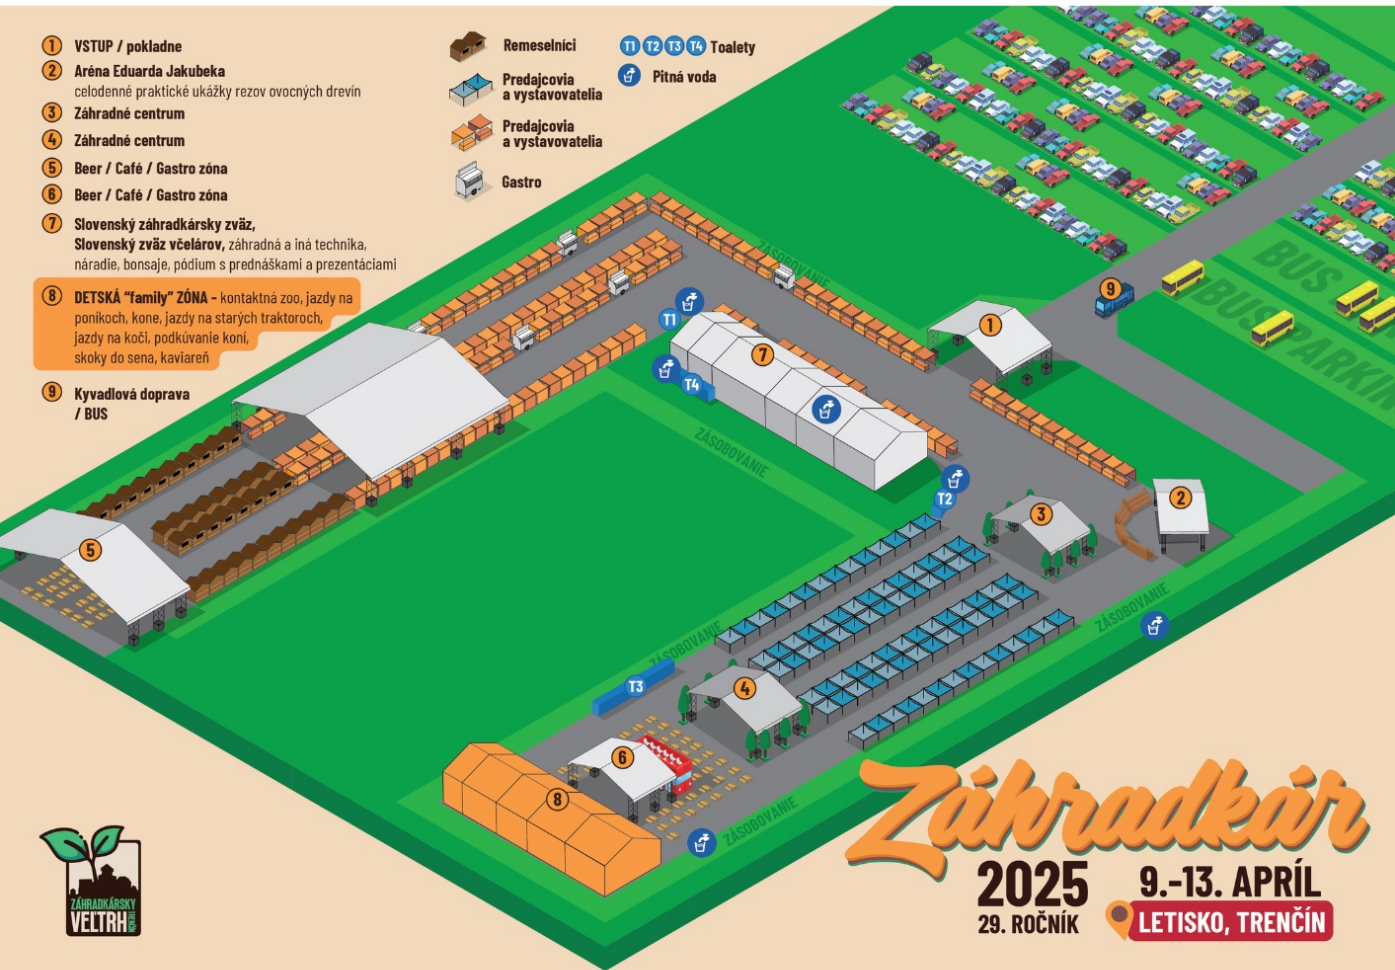 1 VSTUP / pokladne
2 Aréna Eduarda Jakubeka
celodenné praktické ukážky rezov ovocných drevín
3 Záhradné centrum
4 Záhradné centrum
5 Beer / Café / Gastro zóna
6 Beer / Café / Gastro zóna
7 Slovenský záhradkársky zväz,
Slovenský zväz včelárov, záhradná a iná technika,
náradie, bonsaje, pódium s prednáškami a prezentáciami
8 DETSKÁ "family" ZÓNA - kontaktná zoo, jazdy na
poníkoch, kone, jazdy na starých traktoroch,
jazdy na koči, podkúvanie koní,
skoky do sena, kaviareň
9 Kyvadlová doprava
/ BUS
Remeselníci
Predajcovia
a vystavovatelia
Predajcovia
a vystavovatelia
Gastro
T1 T2 T3 T4 Toalety
Pitná voda
ZÁSOBOVANIE
BUS
BUS PARKING
9
1
T1
7
T4
ZÁSOBOVANIE
T2
2
3
5
ZÁSOBOVANIE
ZÁSOBOVANIE
T3
4
6
8
ZÁSOBOVANIE
Záhradkár
2025
29. ROČNÍK
9.-13. APRÍL
LETISKO, TRENČÍN
ZÁHRADKÁRSKY
VEĽTRH
TRENČÍN